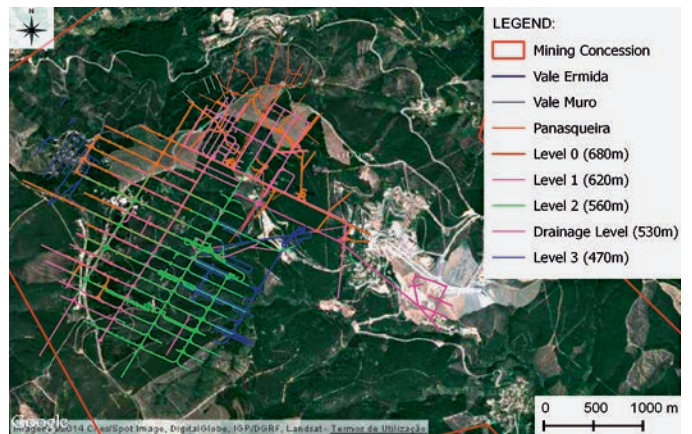 N
LEGEND:
Mining Concession
Vale Ermida
Vale Muro
Panasqueira
Level 0 (680m)
Level 1 (620m)
Level 2 (560m)
Drainage Level (530m)
Level 3 (470m)
0 500 1000 m
Google
2014 Cnes/Spot Image, DigitalGlobe, IGP/DGRF, Landsat - Termos de Utilização